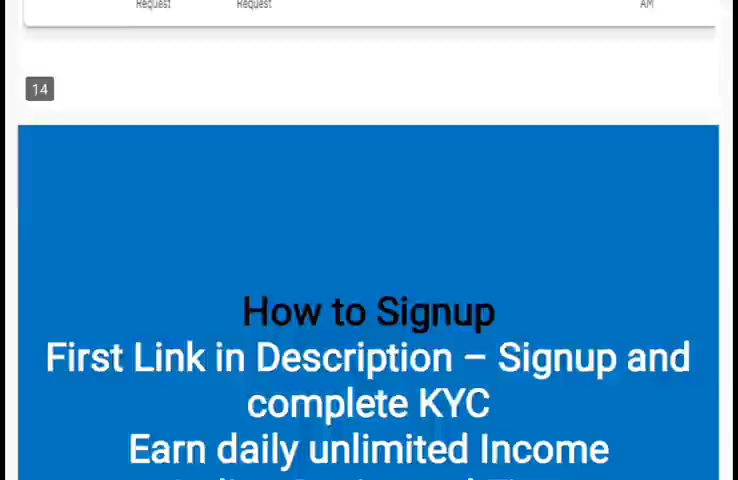 Request Request AM
14
How to Signup
First Link in Description – Signup and
complete KYC
Earn daily unlimited Income